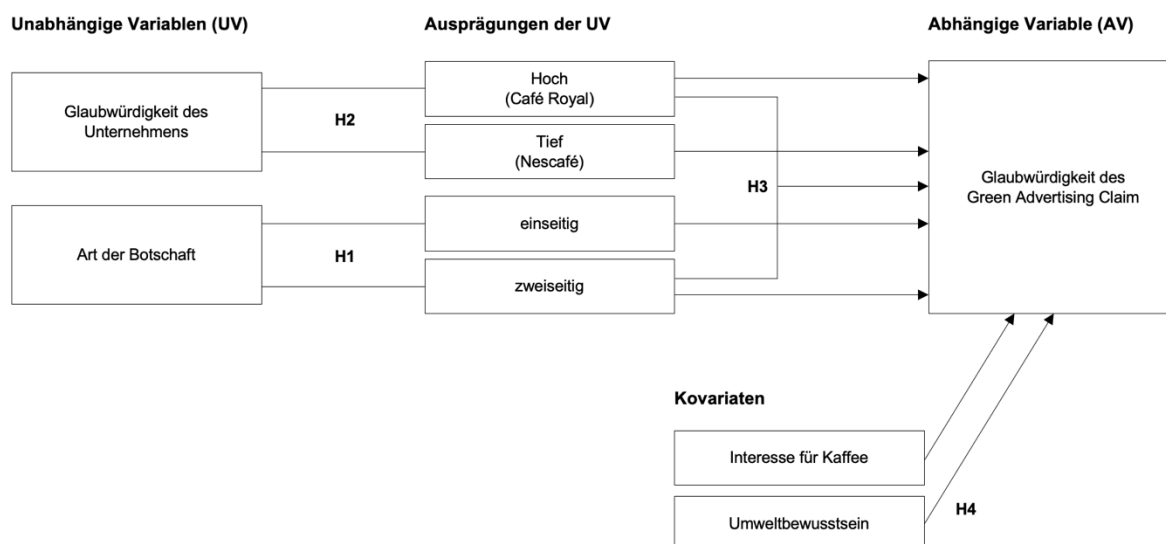 Unabhängige Variablen (UV)
Ausprägungen der UV
Abhängige Variable (AV)
Glaubwürdigkeit des
Unternehmens
H2
Hoch
(Café Royal)
Tief
(Nescafé)
H3
Glaubwürdigkeit des
Green Advertising Claim
Art der Botschaft
H1
einseitig
zweiseitig
Kovariaten
Interesse für Kaffee
Umweltbewusstsein
H4